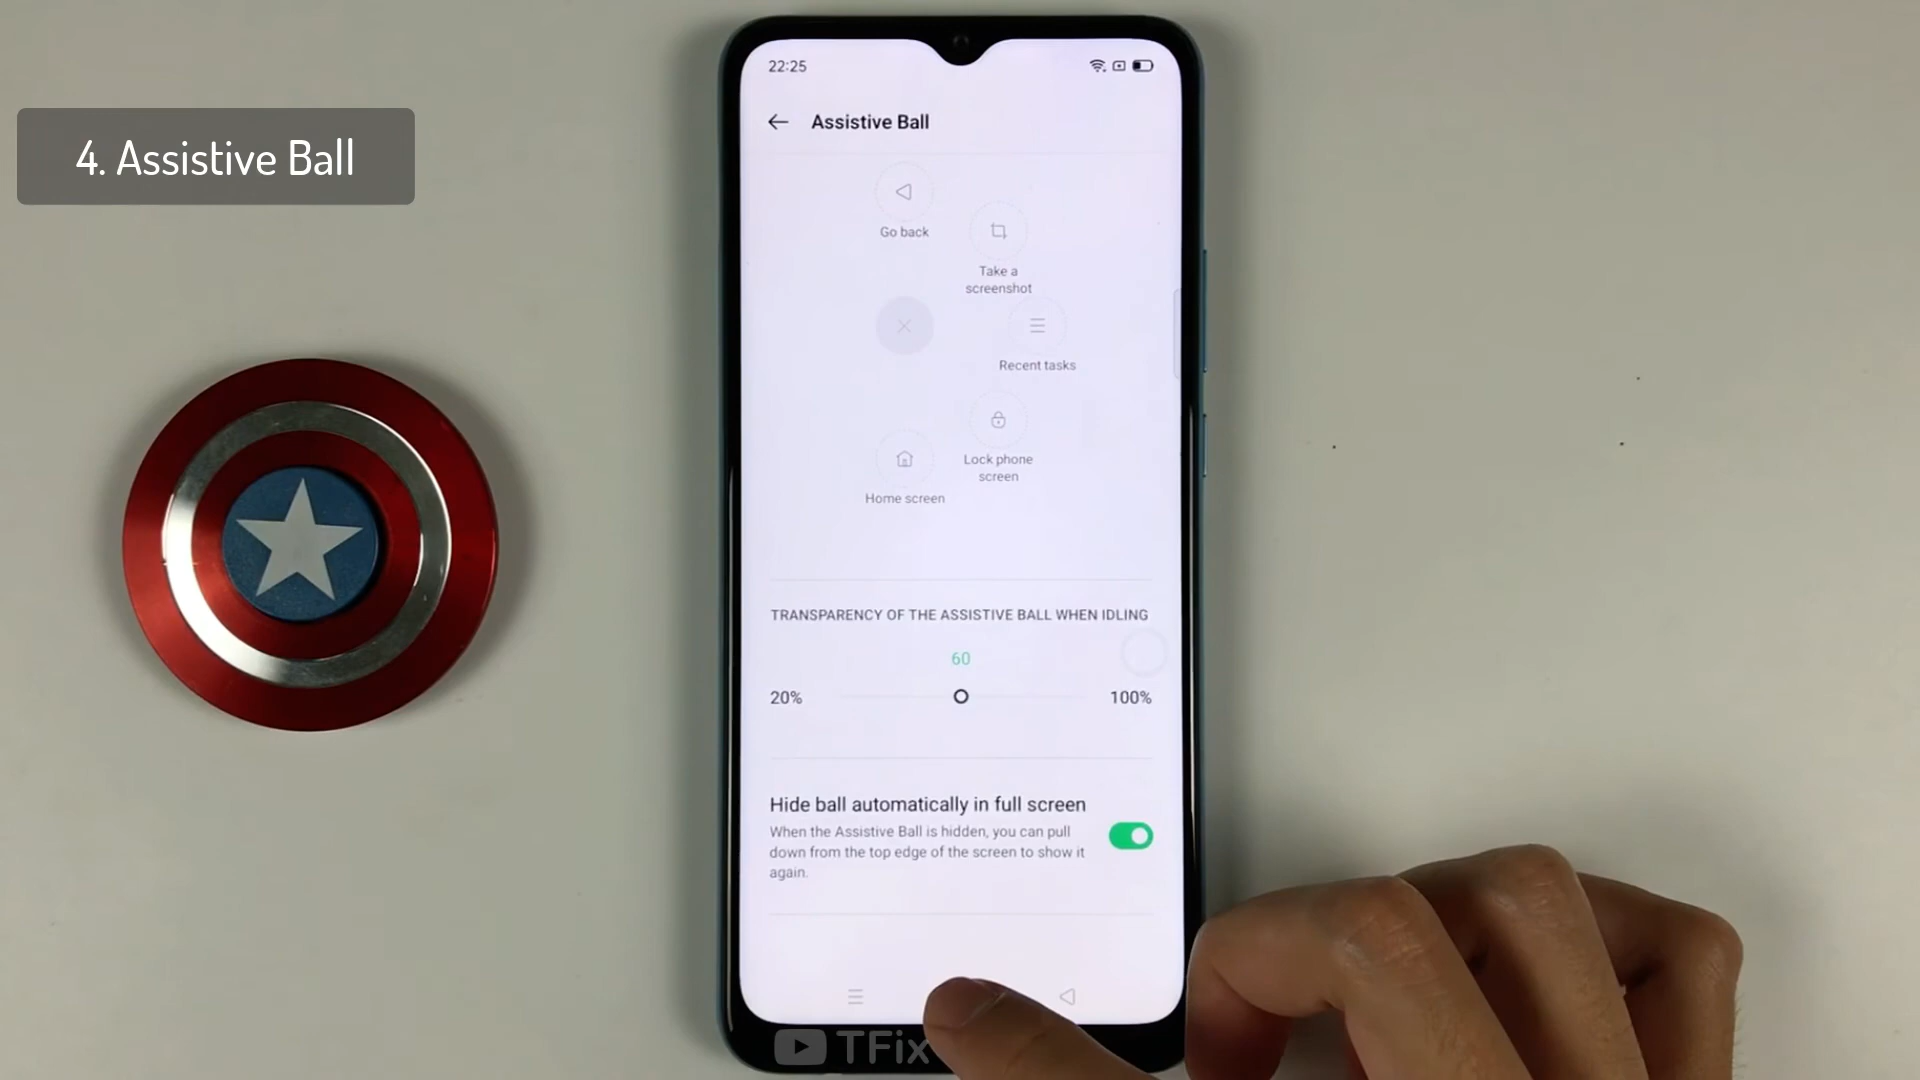 4. Assistive Ball
22:25
Assistive Ball
Go back
Take a
screenshot
Recent tasks
Lock phone
screen
Home screen
TRANSPARENCY OF THE ASSISTIVE BALL WHEN IDLING
60
20%
100%
Hide ball automatically in full screen
When the Assistive Ball is hidden, you can pull
down from the top edge of the screen to show it
again.
TFix